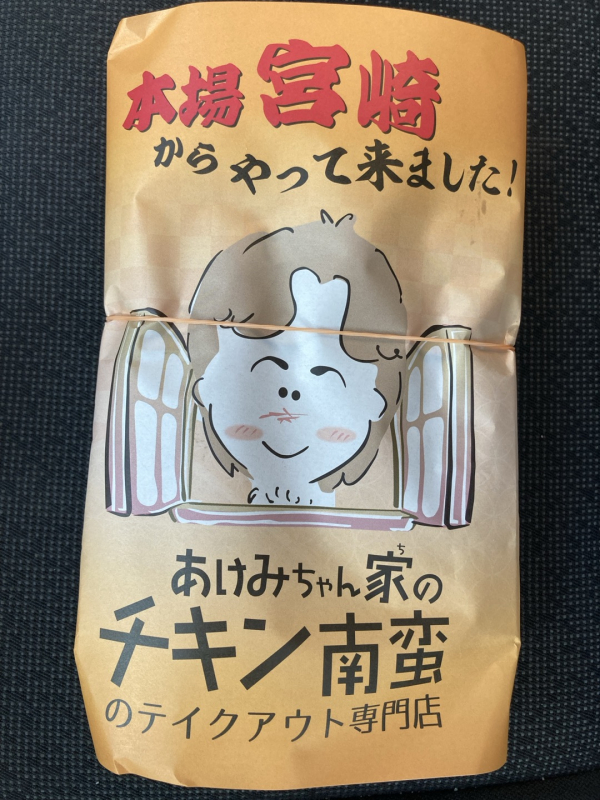 本場宮崎
からやって来ました!
あけみちゃん家の
ち
チキン南蛮
のテイクアウト専門店